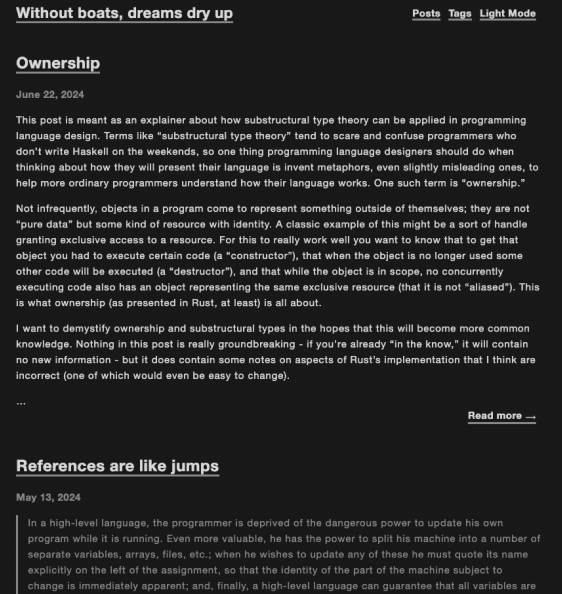 Without boats, dreams dry up
Posts Tags Light Mode
Ownership
June 22, 2024
This post is meant as an explainer about how substructural type theory can be applied in programming
language design. Terms like “substructural type theory” tend to scare and confuse programmers who
don’t write Haskell on the weekends, so one thing programming language designers should do when
thinking about how they will present their language is invent metaphors, even slightly misleading ones, to
help more ordinary programmers understand how their language works. One such term is “ownership.”
Not infrequently, objects in a program come to represent something outside of themselves; they are not
“pure data” but some kind of resource with identity. A classic example of this might be a sort of handle
granting exclusive access to a resource. For this to really work well you want to know that to get that
object you had to execute certain code (a “constructor”), that when the object is no longer used some
other code will be executed (a “destructor”), and that while the object is in scope, no concurrently
executing code also has an object representing the same exclusive resource (that it is not “aliased”). This
is what ownership (as presented in Rust, at least) is all about.
I want to demystify ownership and substructural types in the hopes that this will become more common
knowledge. Nothing in this post is really groundbreaking - if you’re already “in the know,” it will contain
no new information - but it does contain some notes on aspects of Rust’s implementation that I think are
incorrect (one of which would even be easy to change).
…
Read more →
References are like jumps
May 13, 2024
In a high-level language, the programmer is deprived of the dangerous power to update his own
program while it is running. Even more valuable, he has the power to split his machine into a number of
separate variables, arrays, files, etc.; when he wishes to update any of these he must quote its name
explicitly on the left of the assignment, so that the identity of the part of the machine subject to
change is immediately apparent; and, finally, a high-level language can guarantee that all variables are